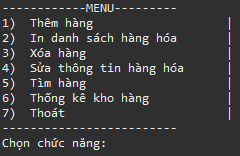 ------------MENU---------
1)  Thêm hàng           |
2)  In danh sách hàng hóa      |
3)  Xóa hàng            |
4)  Sửa thông tin hàng hóa      |
5)  Tìm hàng            |
6)  Thống kê kho hàng         |
7)  Thoát             |
-------------------------
Chọn chức năng: